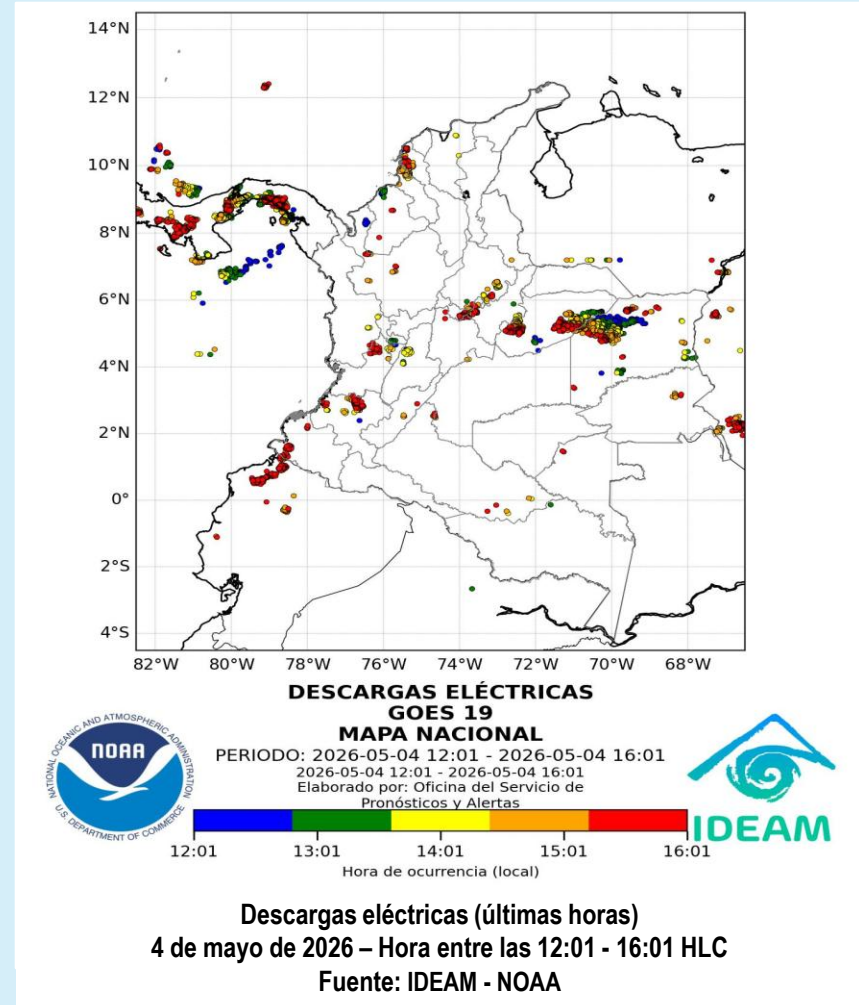 14°N
12°N
10°N
8°N
6°N
4°N
2°N
0°
2°S
4°S
82°W 80°W 78°W 76°W 74°W 72°W 70°W 68°W
DESCARGAS ELÉCTRICAS
GOES 19
MAPA NACIONAL
PERIODO: 2026-05-04 12:01 - 2026-05-04 16:01
2026-05-04 12:01 - 2026-05-04 16:01
Elaborado por: Oficina del Servicio de
Pronósticos y Alertas
NATIONAL OCEANIC AND ATMOSPHERIC ADMINISTRATION
NOAA
U.S. DEPARTMENT OF COMMERCE
IDEAM
12:01 13:01 14:01 15:01 16:01
Hora de ocurrencia (local)
Descargas eléctricas (últimas horas)
4 de mayo de 2026 – Hora entre las 12:01 - 16:01 HLC
Fuente: IDEAM - NOAA